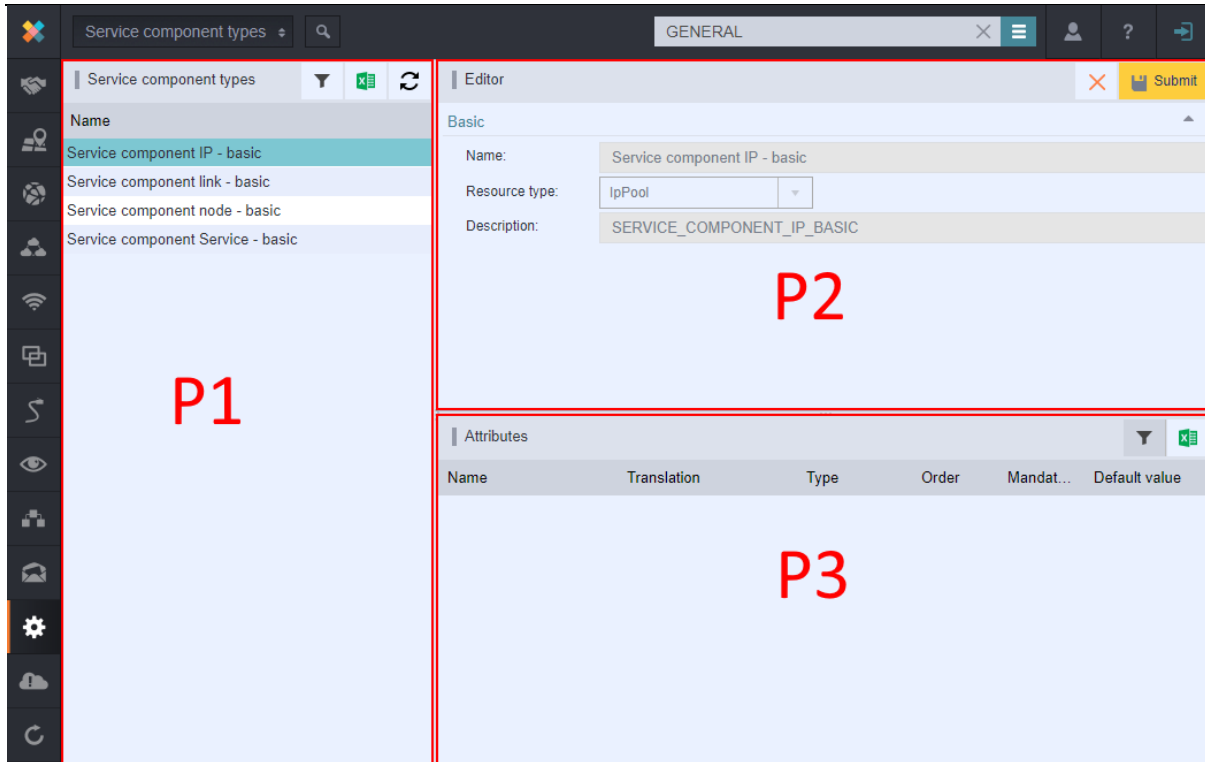 Service component types
GENERAL
?
Service component types
Name
Service component IP - basic
Service component link - basic
Service component node - basic
Service component Service - basic
P1
Editor
Submit
Basic
Name: Service component IP - basic
Resource type: IpPool
Description: SERVICE_COMPONENT_IP_BASIC
P2
Attributes
Name Translation Type Order Mandat... Default value
P3